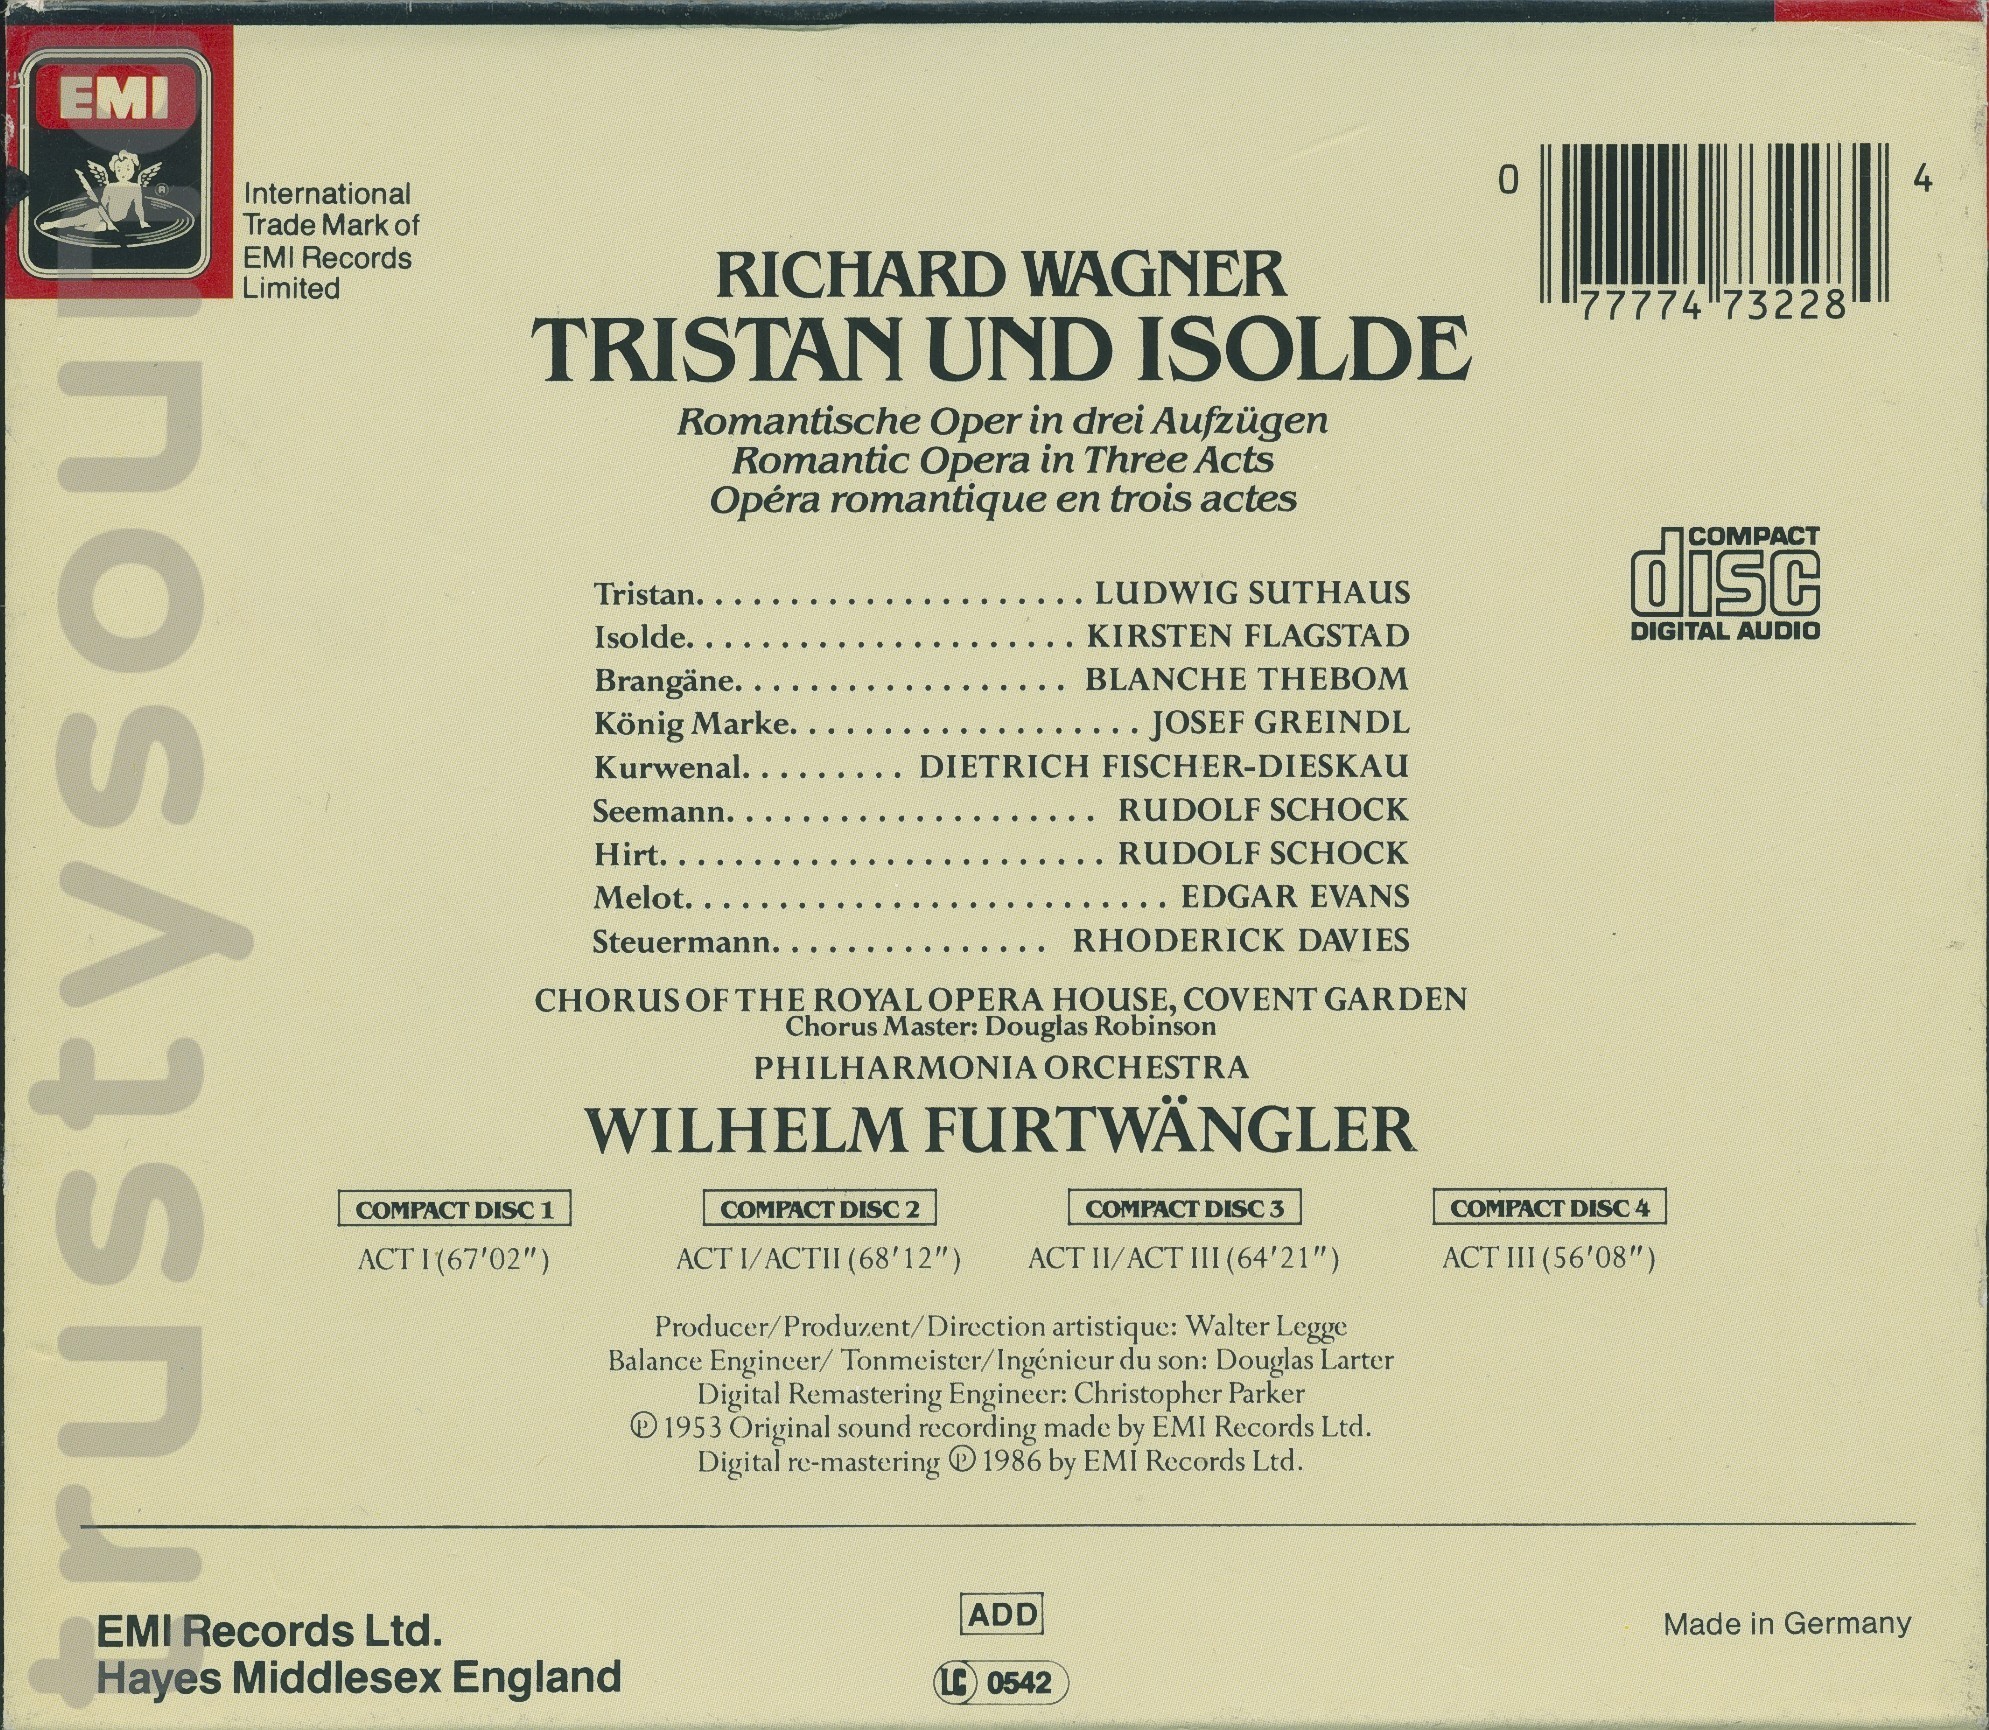 EMI
®
International
Trade Mark of
EMI Records
Limited
0 77774 73228 4
RICHARD WAGNER
TRISTAN UND ISOLDE
Romantische Oper in drei Aufzügen
Romantic Opera in Three Acts
Opéra romantique en trois actes
COMPACT
disc
DIGITAL AUDIO
Tristan. . . . . . . . . . . . . . . . . . . . . LUDWIG SUTHAUS
Isolde. . . . . . . . . . . . . . . . . . . . . KIRSTEN FLAGSTAD
Brangäne. . . . . . . . . . . . . . . . . . BLANCHE THEBOM
König Marke. . . . . . . . . . . . . . . . . . . JOSEF GREINDL
Kurwenal. . . . . . . . . DIETRICH FISCHER-DIESKAU
Seemann. . . . . . . . . . . . . . . . . . . . RUDOLF SCHOCK
Hirt. . . . . . . . . . . . . . . . . . . . . . . . RUDOLF SCHOCK
Melot. . . . . . . . . . . . . . . . . . . . . . . . . . EDGAR EVANS
Steuermann. . . . . . . . . . . . . . . RHODERICK DAVIES
CHORUS OF THE ROYAL OPERA HOUSE, COVENT GARDEN
Chorus Master: Douglas Robinson
PHILHARMONIA ORCHESTRA
WILHELM FURTWÄNGLER
COMPACT DISC 1 COMPACT DISC 2 COMPACT DISC 3 COMPACT DISC 4
ACT I (67'02") ACT I/ACT II (68'12") ACT II/ACT III (64'21") ACT III (56'08")
Producer/Produzent/Direction artistique: Walter Legge
Balance Engineer/ Tonmeister/Ingénieur du son: Douglas Larter
Digital Remastering Engineer: Christopher Parker
℗ 1953 Original sound recording made by EMI Records Ltd.
Digital re-mastering ℗ 1986 by EMI Records Ltd.
EMI Records Ltd.
Hayes Middlesex England
ADD
LC 0542
Made in Germany
trustysound